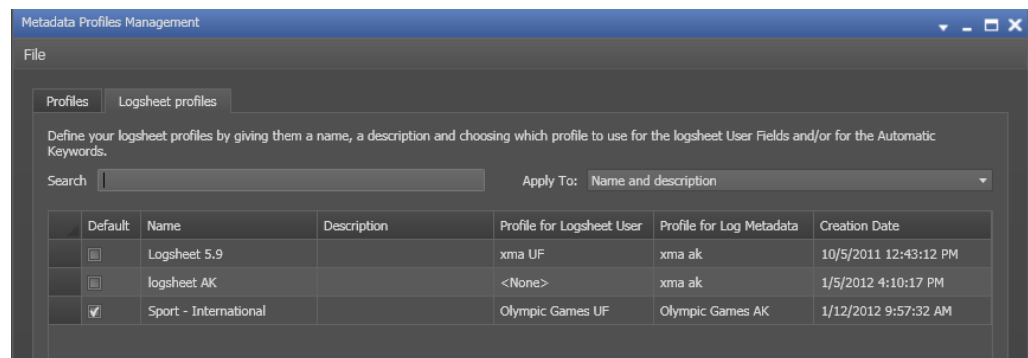 Metadata Profiles Management
File
Profiles Logsheet profiles
Define your logsheet profiles by giving them a name, a description and choosing which profile to use for the logsheet User Fields and/or for the Automatic
Keywords.
Search Apply To: Name and description
Default Name Description Profile for Logsheet User Profile for Log Metadata Creation Date
Logsheet 5.9 xma UF xma ak 10/5/2011 12:43:12 PM
logsheet AK <None> xma ak 1/5/2012 4:10:17 PM
Sport - International Olympic Games UF Olympic Games AK 1/12/2012 9:57:32 AM